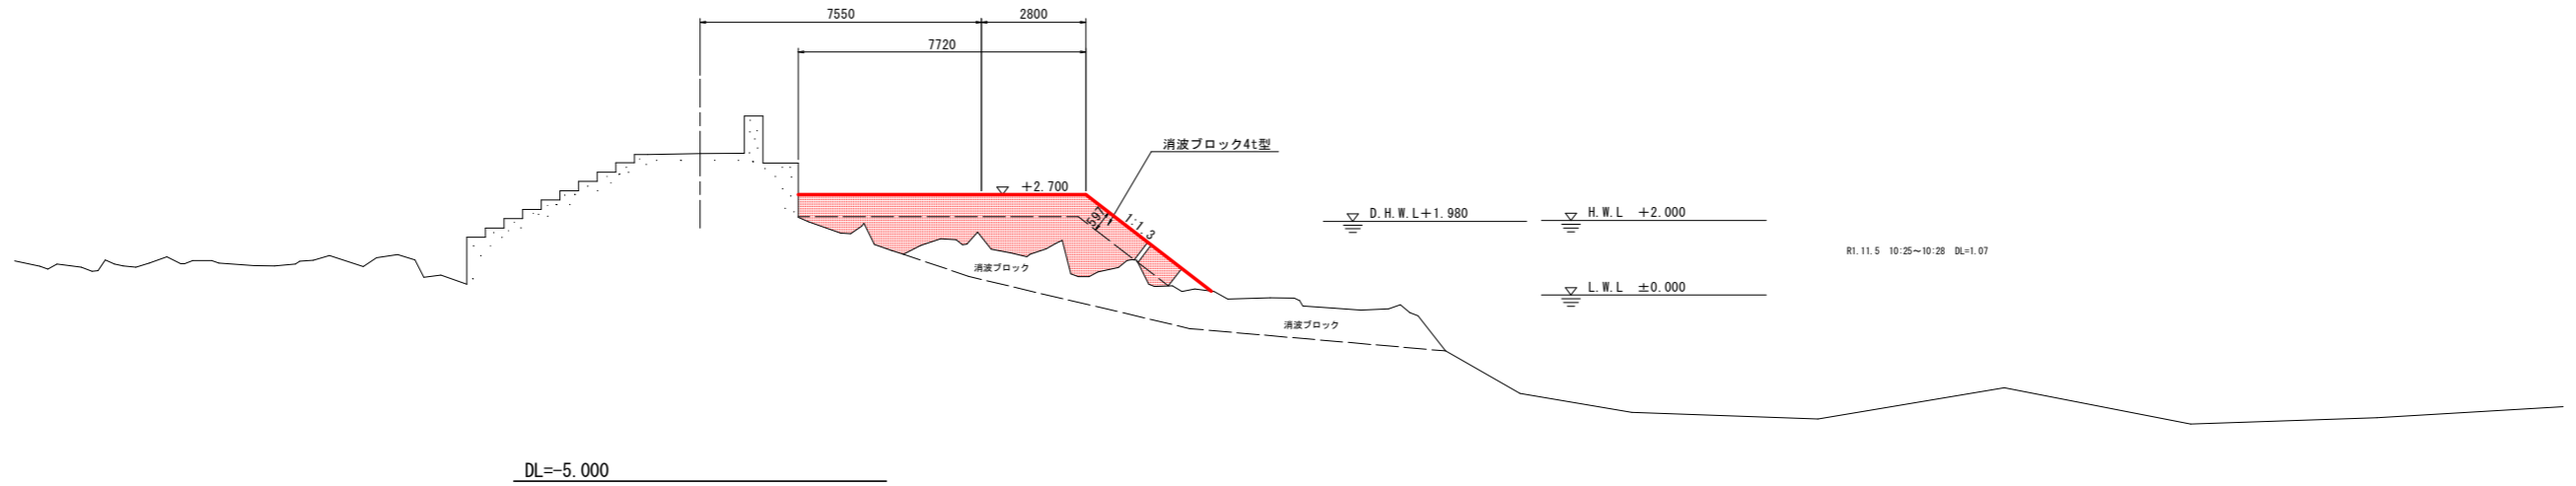 7550
2800
7720
消波ブロック4t型
+2.700
597
1:1.3
D.H.W.L+1.980
H.W.L +2.000
R1.11.5 10:25~10:28 DL=1.07
消波ブロック
L.W.L ±0.000
消波ブロック
DL=-5.000